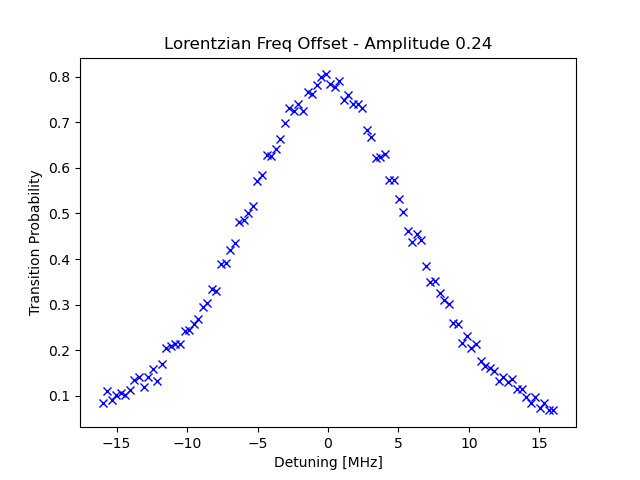 Lorentzian Freq Offset - Amplitude 0.24
0.8
0.7
0.6
0.5
0.4
0.3
0.2
0.1
Transition Probability
−15 −10 −5 0 5 10 15
Detuning [MHz]